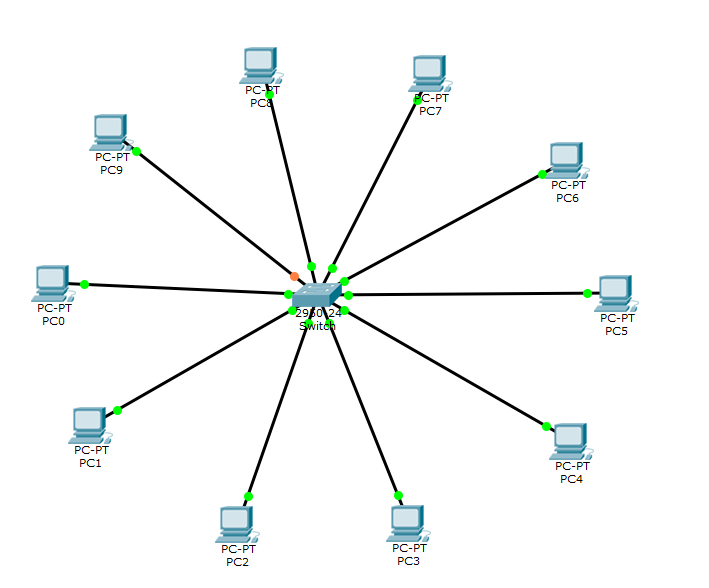 PC-PT
PC8
PC-PT
PC7
PC-PT
PC9
PC-PT
PC6
PC-PT
PC0
PC-PT
PC5
2950-24
Switch
PC-PT
PC1
PC-PT
PC4
PC-PT
PC2
PC-PT
PC3